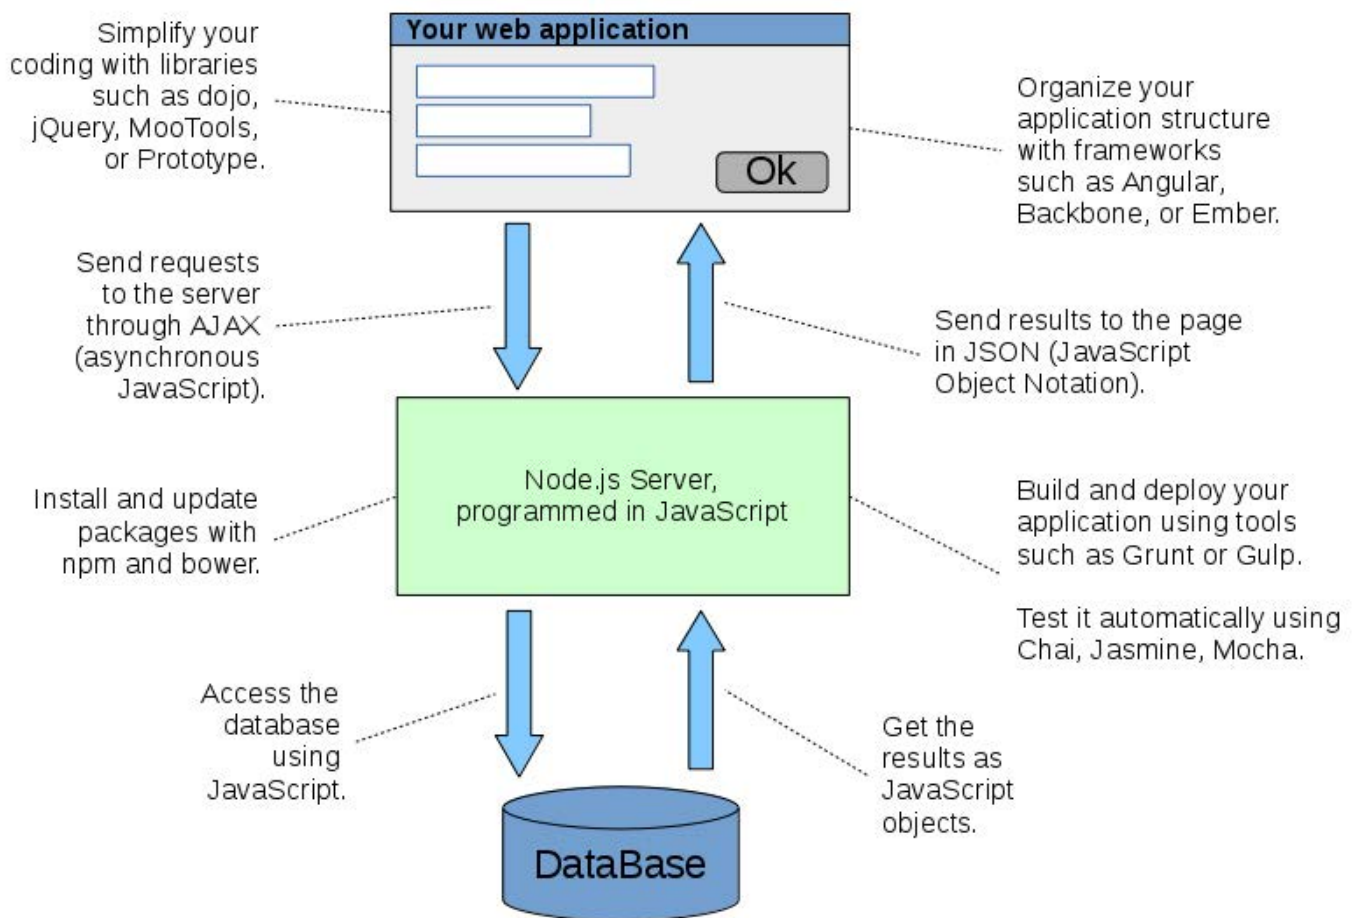 Your web application
Simplify your
coding with libraries
such as dojo,
jQuery, MooTools,
or Prototype.
Ok
Organize your
application structure
with frameworks
such as Angular,
Backbone, or Ember.
Send requests
to the server
through AJAX
(asynchronous
JavaScript).
Send results to the page
in JSON (JavaScript
Object Notation).
Node.js Server,
programmed in JavaScript
Install and update
packages with
npm and bower.
Build and deploy your
application using tools
such as Grunt or Gulp.
Test it automatically using
Chai, Jasmine, Mocha.
Access the
database
using
JavaScript.
Get the
results as
JavaScript
objects.
DataBase